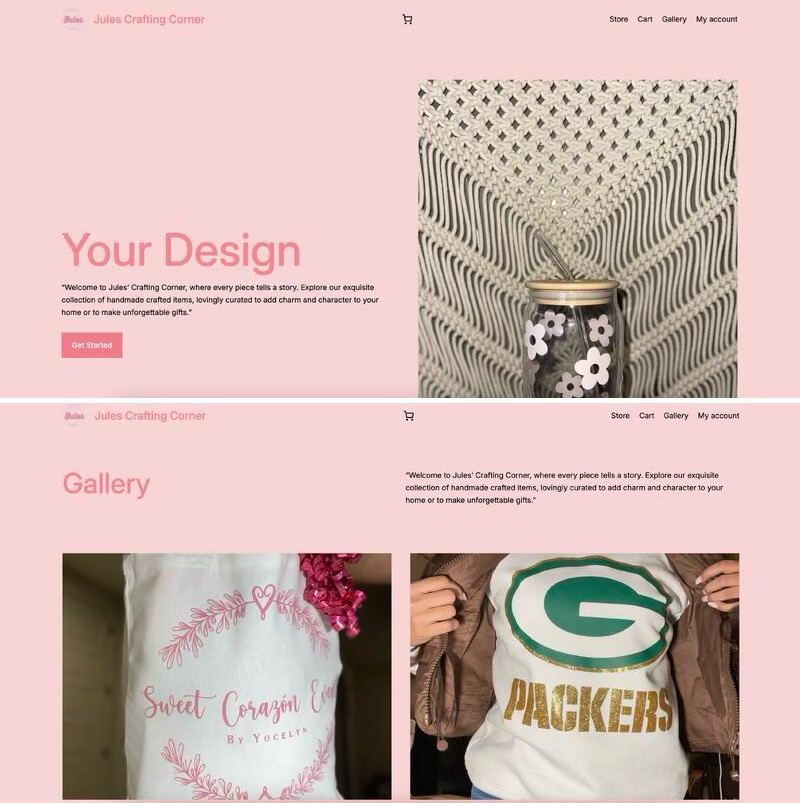 Jules Jules Crafting Corner
Store Cart Gallery My account
Your Design
“Welcome to Jules’ Crafting Corner, where every piece tells a story. Explore our exquisite
collection of handmade crafted items, lovingly curated to add charm and character to your
home or to make unforgettable gifts.”
Get Started
Jules Jules Crafting Corner
Store Cart Gallery My account
Gallery
“Welcome to Jules’ Crafting Corner, where every piece tells a story. Explore our exquisite
collection of handmade crafted items, lovingly curated to add charm and character to your
home or to make unforgettable gifts.”
Sweet Corazón
By Yocelyn
G
PACKERS